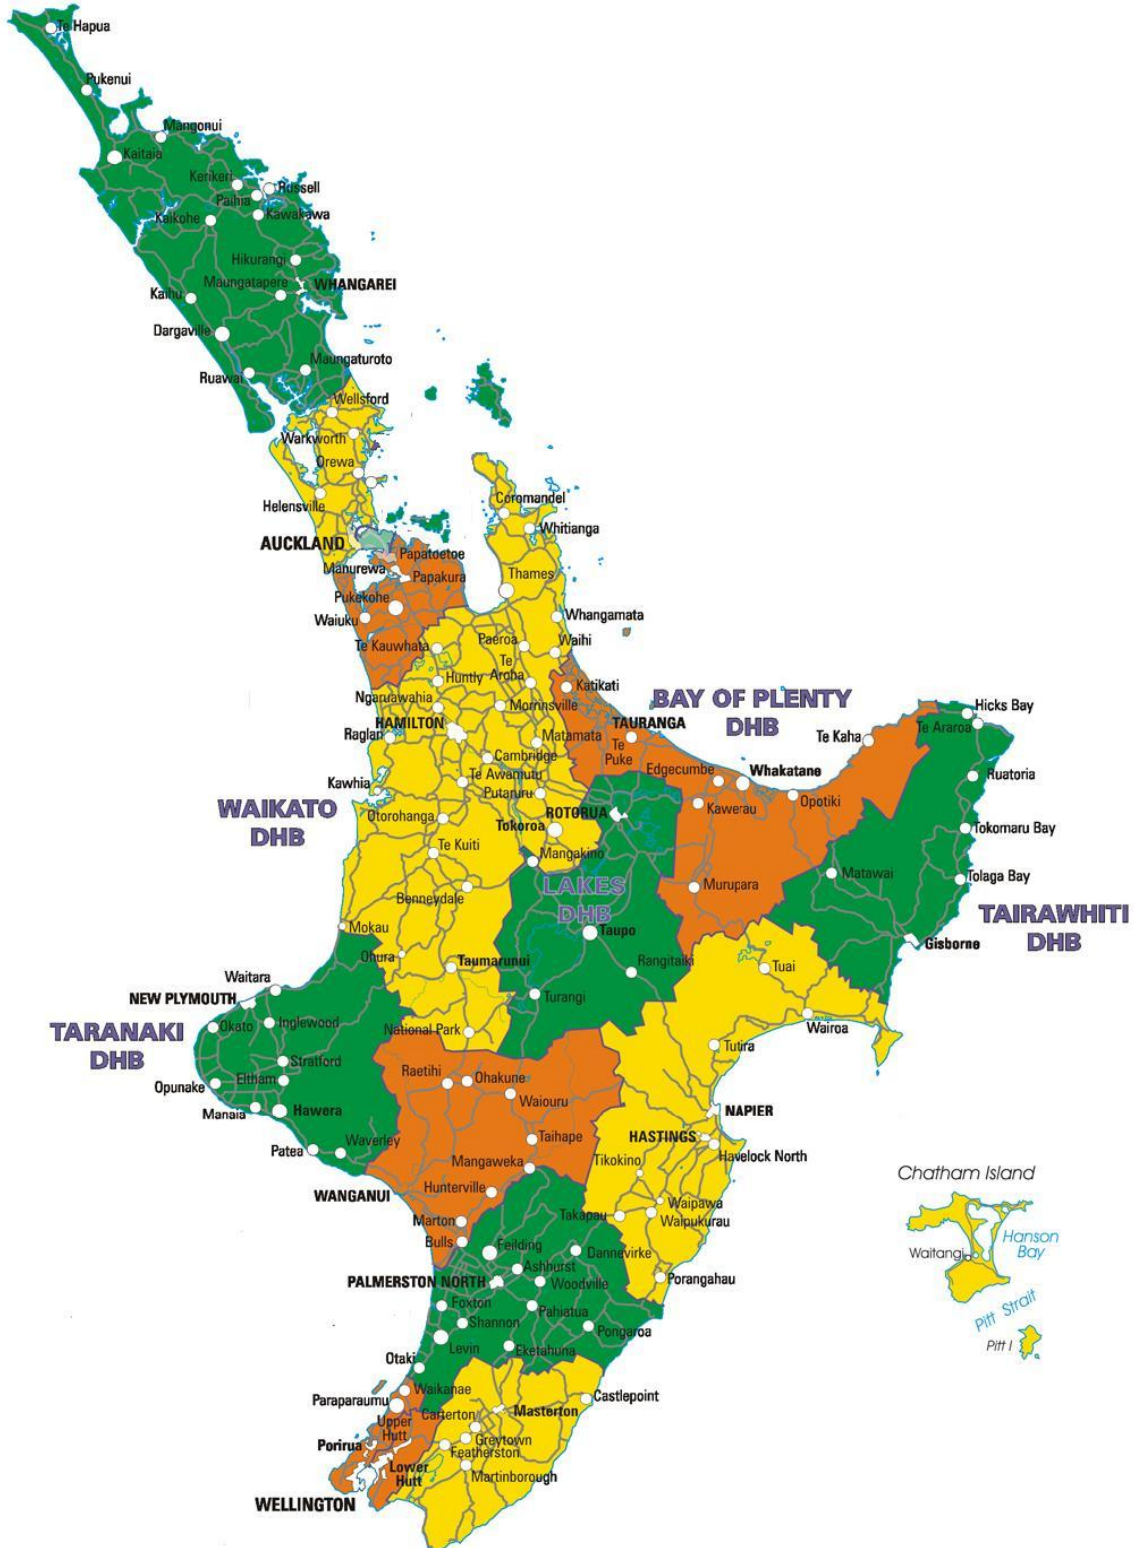 Te Hapua
Pukenui
Mangonui
Kaitaia
Kerikeri
Russell
Paihia
Kaikohe
Kawakawa
Hikurangi
Maungatapere
WHANGAREI
Kaihu
Dargaville
Maungaturoto
Ruawai
Wellsford
Warkworth
Orewa
Helensville
Coromandel
Whitianga
AUCKLAND
Papatoetoe
Manurewa
Papakura
Thames
Pukekohe
Waiuku
Whangamata
Te Kauwhata
Paeroa
Waihi
Te
Aroha
Huntly
Katikati
Ngaruawahia
Morrinsville
BAY OF PLENTY
DHB
HAMILTON
TAURANGA
Hicks Bay
Te Araroa
Raglan
Matamata
Te
Puke
Te Kaha
Cambridge
Edgecumbe
Whakatane
Te Awamutu
Ruatoria
Kawhia
Putaruru
Opotiki
WAIKATO
DHB
Otorohanga
ROTORUA
Kawerau
Tokoroa
Tokomaru Bay
Te Kuiti
Mangakino
Matawai
Tolaga Bay
Benneydale
LAKES
DHB
Murupara
TAIRAWHITI
DHB
Mokau
Taupo
Gisborne
Ohura
Taumarunui
Rangitaiki
Tuai
Waitara
NEW PLYMOUTH
Turangi
Okato
Inglewood
TARANAKI
DHB
National Park
Wairoa
Tutira
Stratford
Eltham
Opunake
Raetihi
Ohakune
Waiouru
Manaia
Hawera
NAPIER
Waverley
Taihape
HASTINGS
Patea
Havelock North
Mangaweka
Tikokino
Chatham Island
WANGANUI
Hunterville
Waipawa
Marton
Takapau
Waipukurau
Bulls
Hanson
Bay
Waitangi
Feilding
Dannevirke
Ashhurst
PALMERSTON NORTH
Woodville
Porangahau
Foxton
Pahiatua
Pitt Strait
Shannon
Pongaroa
Pitt I
Levin
Eketahuna
Otaki
Waikanae
Paraparaumu
Castlepoint
Carterton
Masterton
Upper
Hutt
Greytown
Porirua
Featherston
Lower
Hutt
Martinborough
WELLINGTON